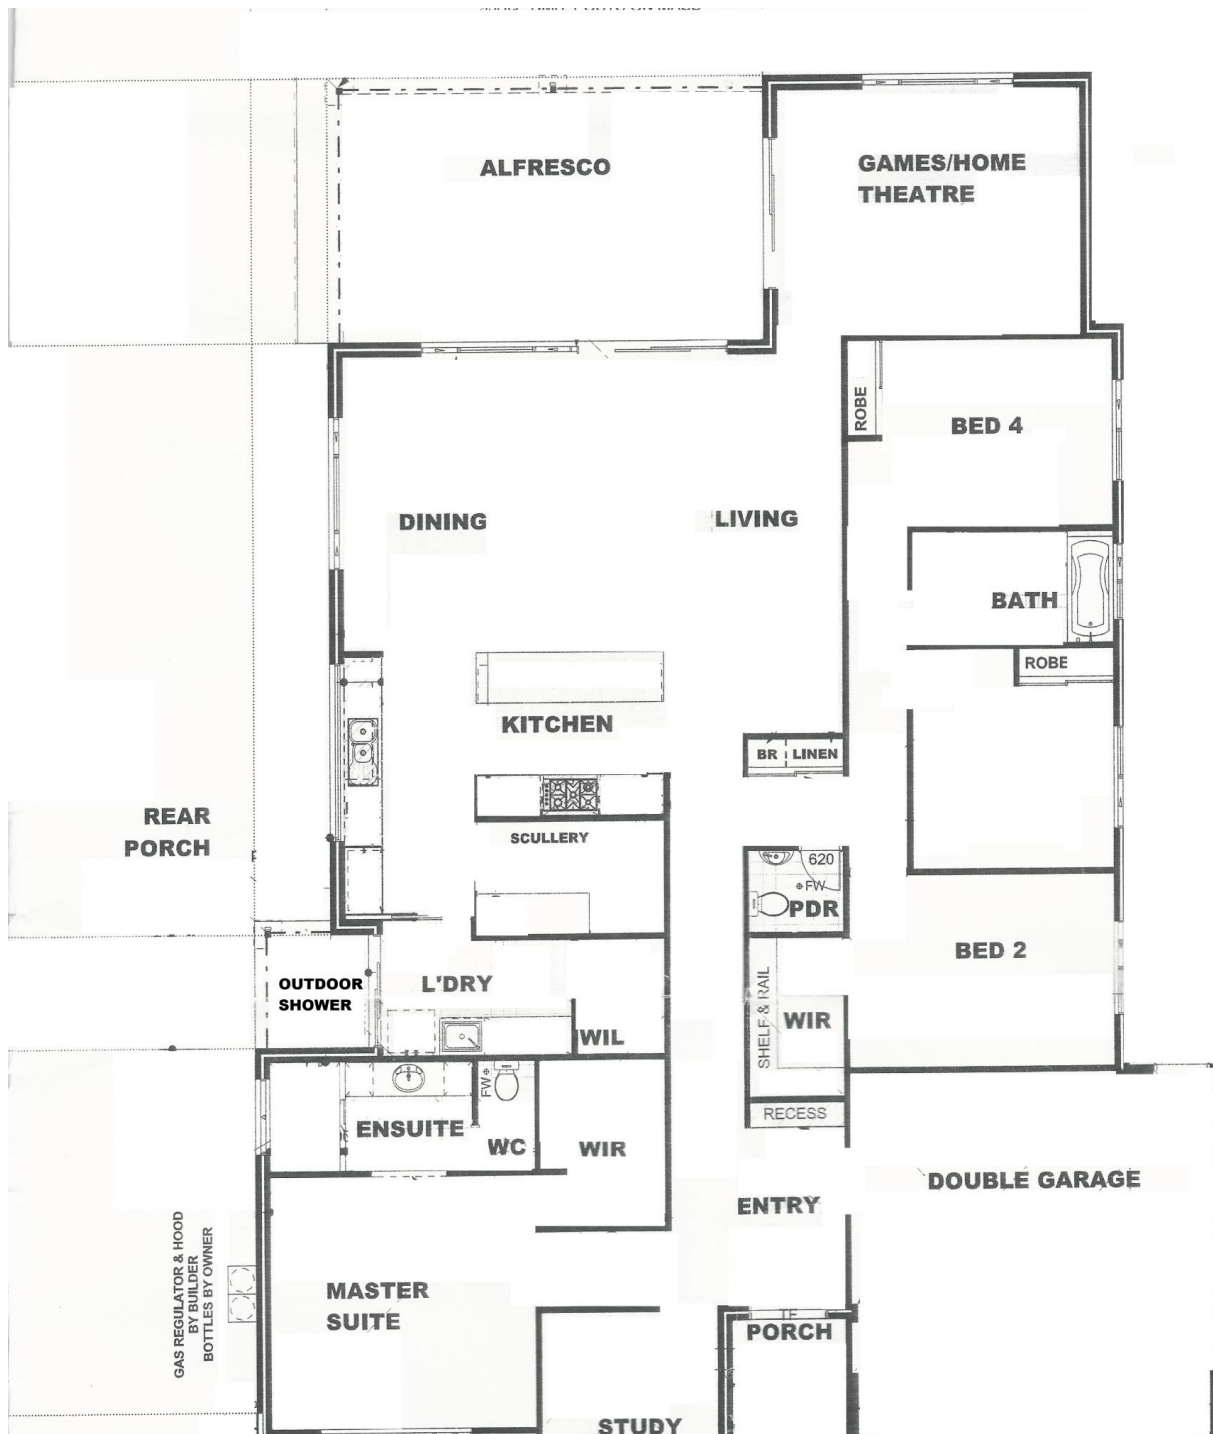 ALFRESCO
GAMES/HOME
THEATRE
ROBE
BED 4
DINING
LIVING
BATH
ROBE
KITCHEN
BR
LINEN
REAR
PORCH
SCULLERY
620
FW
PDR
BED 2
OUTDOOR
SHOWER
L'DRY
SHELF & RAIL
WIR
WIL
FW
ENSUITE
WC
WIR
RECESS
DOUBLE GARAGE
ENTRY
GAS REGULATOR & HOOD
BY BUILDER
BOTTLES BY OWNER
MASTER
SUITE
PORCH
STUDY